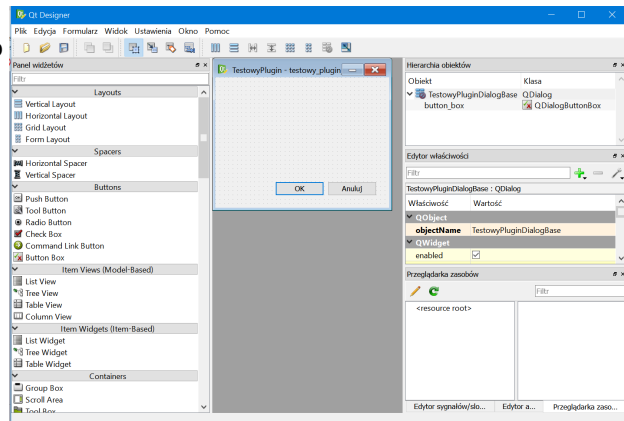 Qt Designer
Plik Edycja Formularz Widok Ustawienia Okno Pomoc
Panel widżetów
Filtr
Layouts
Vertical Layout
Horizontal Layout
Grid Layout
Form Layout
Spacers
Horizontal Spacer
Vertical Spacer
Buttons
Push Button
Tool Button
Radio Button
Check Box
Command Link Button
Button Box
Item Views (Model-Based)
List View
Tree View
Table View
Column View
Item Widgets (Item-Based)
List Widget
Tree Widget
Table Widget
Containers
Group Box
Scroll Area
Tool Box
TestowyPlugin - testowy_plugin
OK Anuluj
Hierarchia obiektów
Obiekt Klasa
TestowyPluginDialogBase QDialog
button_box QDialogButtonBox
Edytor właściwości
Filtr
TestowyPluginDialogBase : QDialog
Właściwość Wartość
QObject
objectName TestowyPluginDialogBase
QWidget
enabled
Przeglądarka zasobów
Filtr
<resource root>
Edytor sygnałów/slo... Edytor a... Przeglądarka zaso...